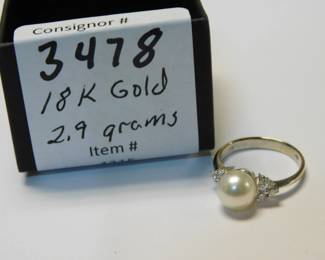 Consignor #
3478
18K Gold
2.9 grams
Item #